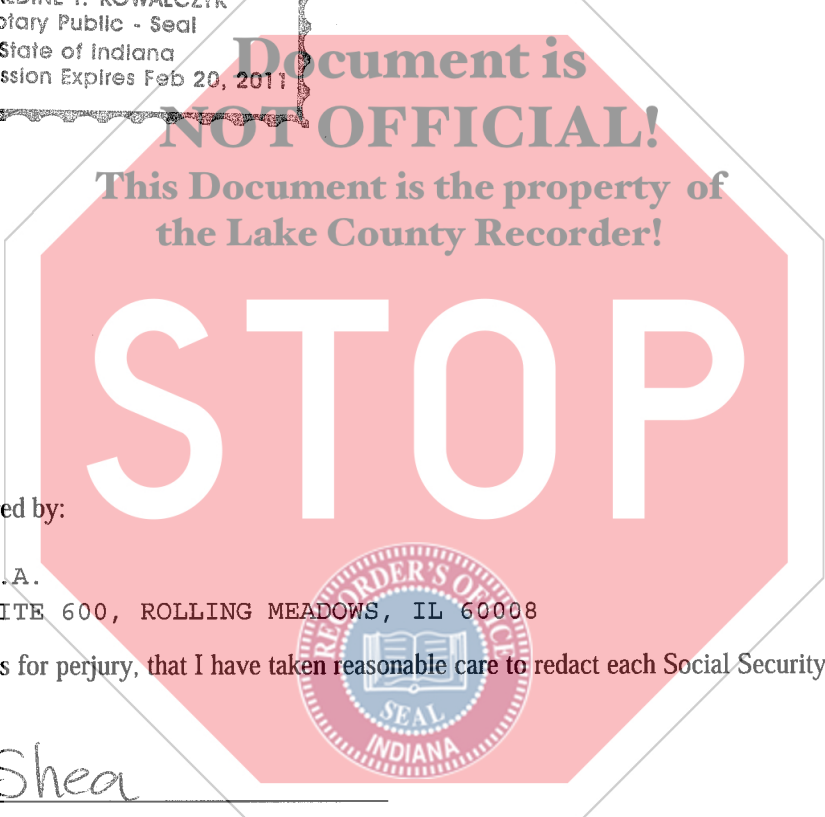 KOWALCZYK
otary Public - Seal
State of Indiana
ssion Expires Feb 20, 2011
Document is
NOT OFFICIAL!
This Document is the property of
the Lake County Recorder!
STOP
ed by:
.A.
ITE 600, ROLLING MEADOWS, IL 60008
s for perjury, that I have taken reasonable care to redact each Social Security
RECORDER'S OFFICE
SEAL
INDIANA
Shea